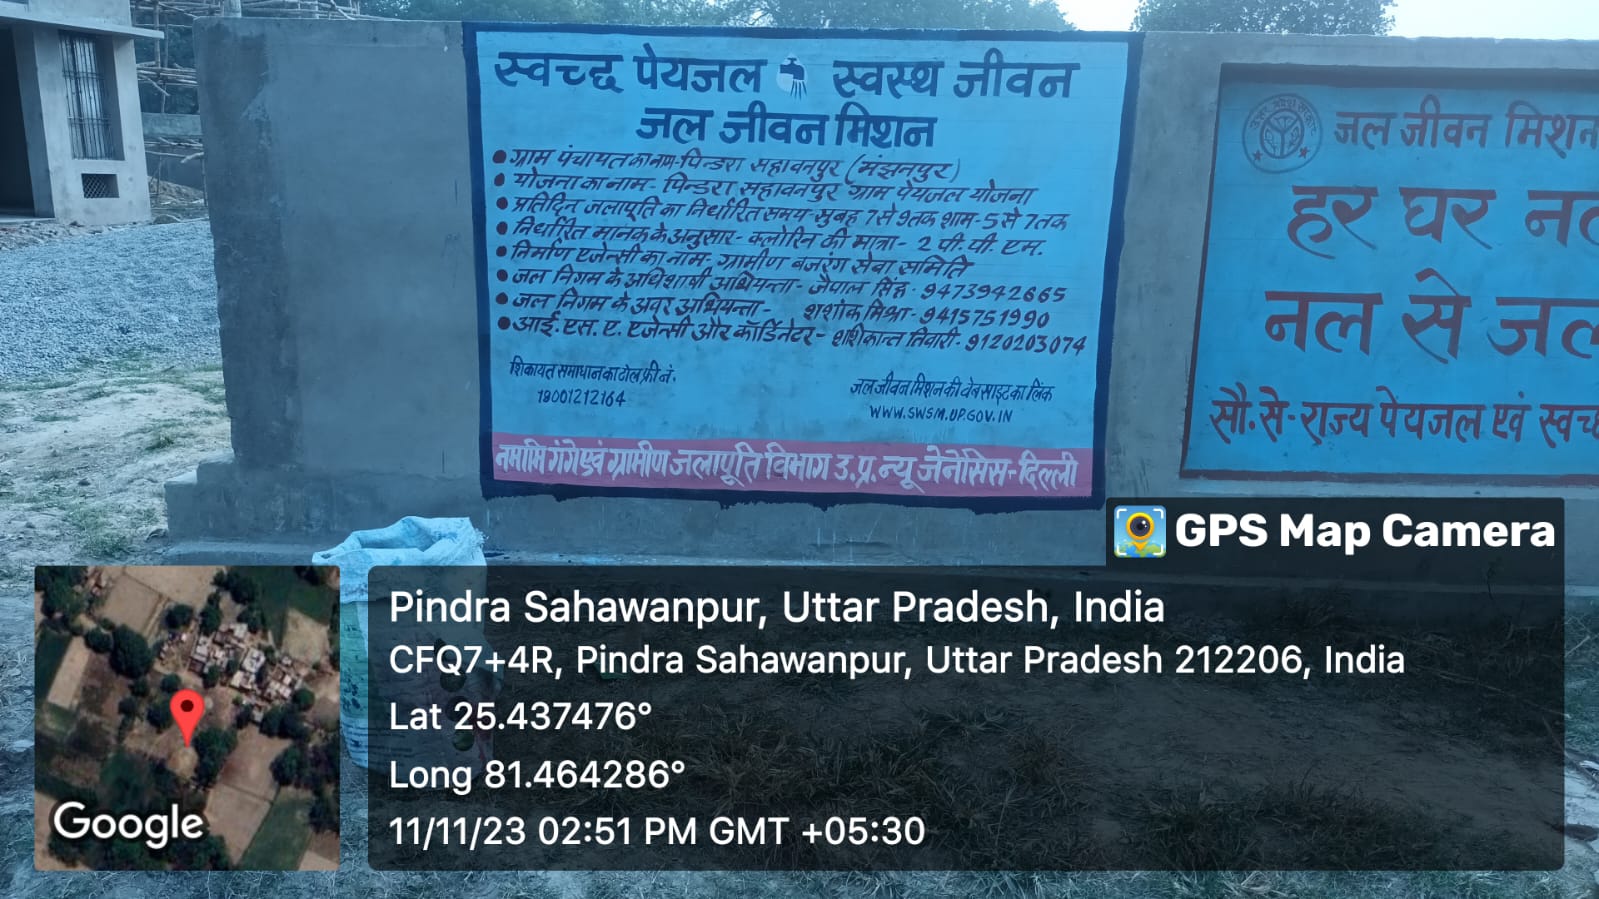 स्वच्छ पेयजल स्वस्थ जीवन
जल जीवन मिशन
ग्राम पंचायत का नाम-पिन्डरा सहावनपुर (मंझनपुर)
योजना का नाम- पिन्डरा सहावनपुर ग्राम पेयजल योजना
प्रतिदिन जलापूर्ति का निर्धारित समय-सुबह 7 से 9 तक शाम-5 से 7 तक
निर्धारित मानक के अनुसार- क्लोरिन की मात्रा- 2 पी.पी.एम.
निर्माण एजेन्सी का नाम- ग्रामीण बजरंग सेवा समिति
जल निगम के अधिशाषी अभियन्ता- जैपाल सिंह- 9473942665
जल निगम के अवर अभियन्ता- शशांक मिश्रा- 9415751990
आई.एस.ए. एजेन्सी और कॉर्डिनेटर- शशिकान्त तिवारी- 9120203074
शिकायत समाधान का टोल फ्री नं.
18001212164
जल जीवन मिशन की वेबसाइट का लिंक
WWW.SWSM.UP.GOV.IN
नमामि गंगे एवं ग्रामीण जलापूर्ति विभाग उ.प्र. न्यू जेनेसिस-दिल्ली
जल जीवन मिशन
हर घर नल
नल से जल
सौ.से-राज्य पेयजल एवं स्वच्छ
GPS Map Camera
Pindra Sahawanpur, Uttar Pradesh, India
CFQ7+4R, Pindra Sahawanpur, Uttar Pradesh 212206, India
Lat 25.437476°
Long 81.464286°
11/11/23 02:51 PM GMT +05:30
Google